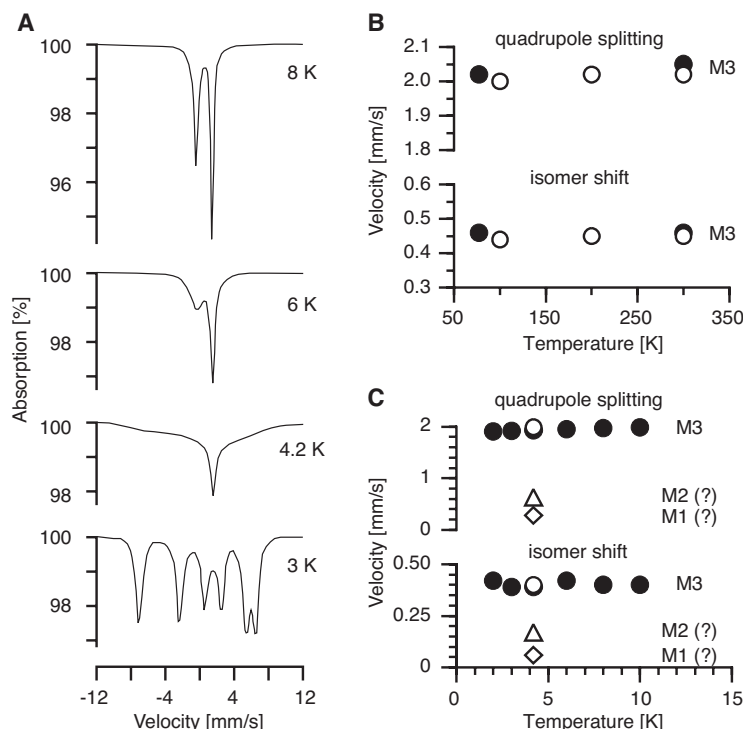 A
100
98
96
8 K
100
98
6 K
100
98
4.2 K
100
98
3 K
Absorption [%]
-12 -4 4 12
Velocity [mm/s]
B
quadrupole splitting
2.1
2.0
1.9
1.8
M3
isomer shift
0.6
0.5
0.4
0.3
M3
Velocity [mm/s]
50 150 250 350
Temperature [K]
C
quadrupole splitting
2
1
0
M3
M2 (?)
M1 (?)
isomer shift
0.50
0.25
0
M3
M2 (?)
M1 (?)
Velocity [mm/s]
0 5 10 15
Temperature [K]